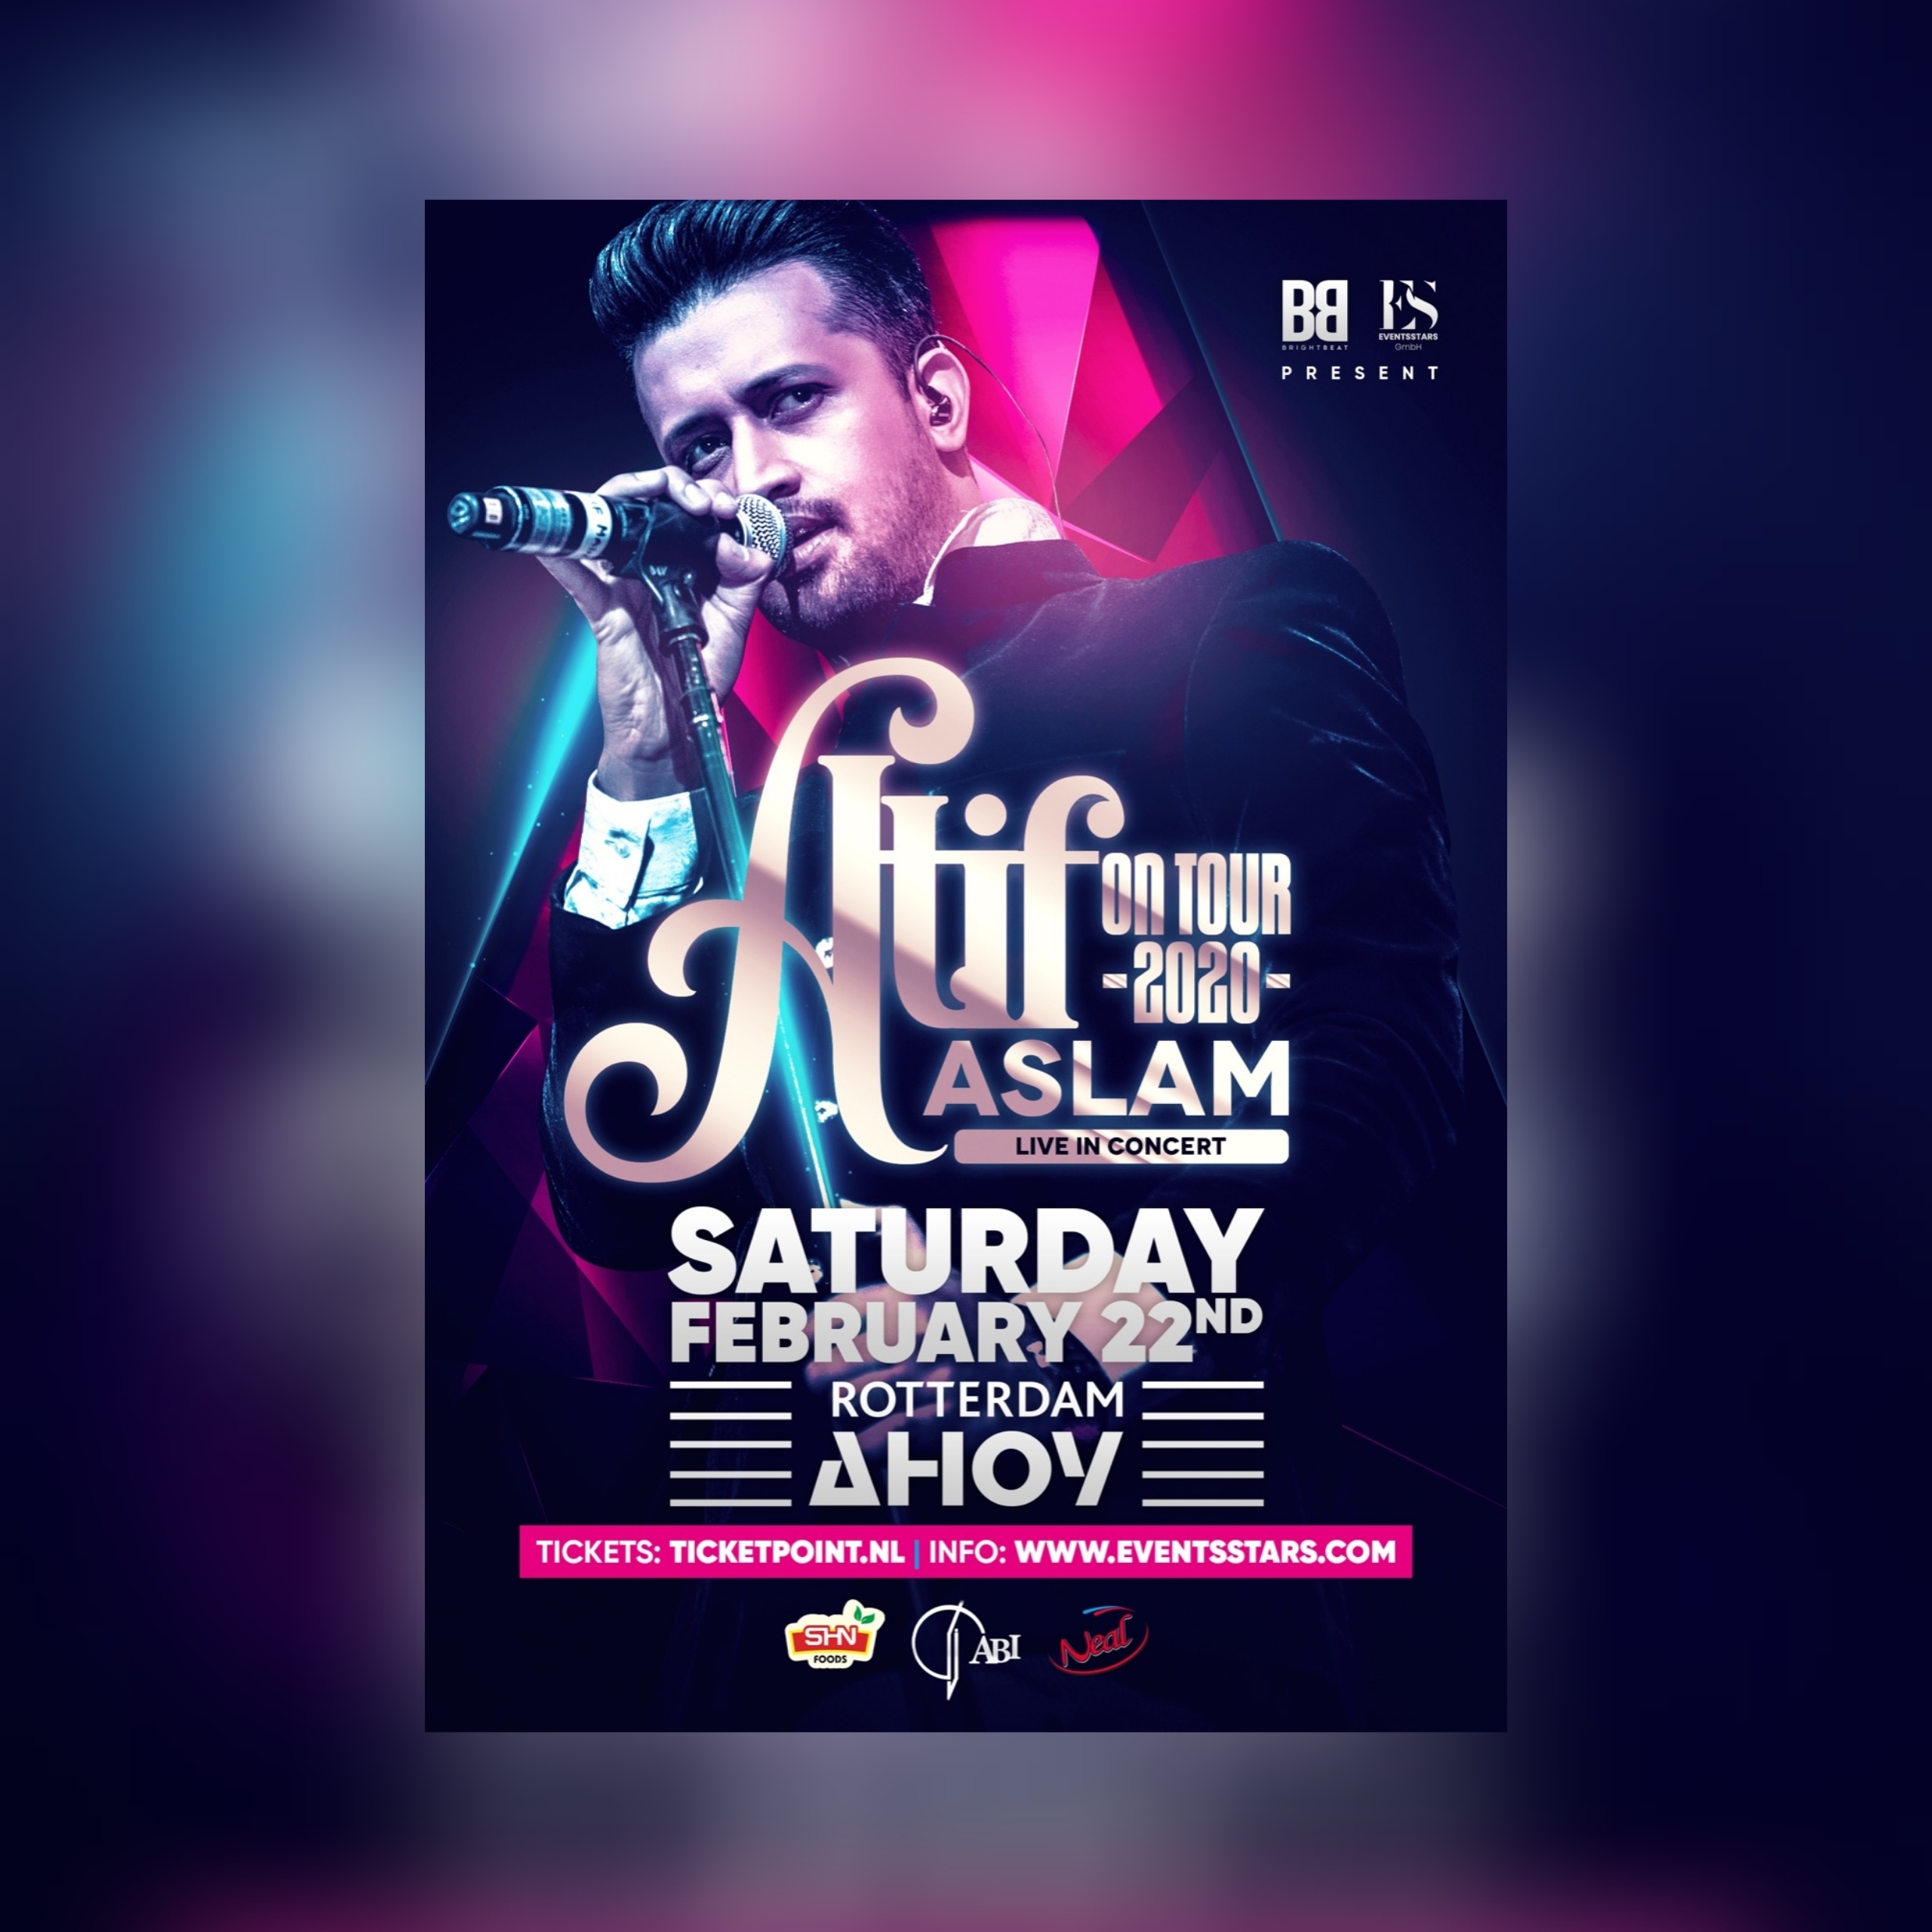 BB ES
BRIGHTBEAT EVENTSSTARS
GmbH
PRESENT
Atif
ON TOUR
-2020-
ASLAM
LIVE IN CONCERT
SATURDAY
FEBRUARY 22ND
ROTTERDAM
AHOY
TICKETS: TICKETPOINT.NL | INFO: WWW.EVENTSSTARS.COM
SHN
FOODS
ABI
Neal